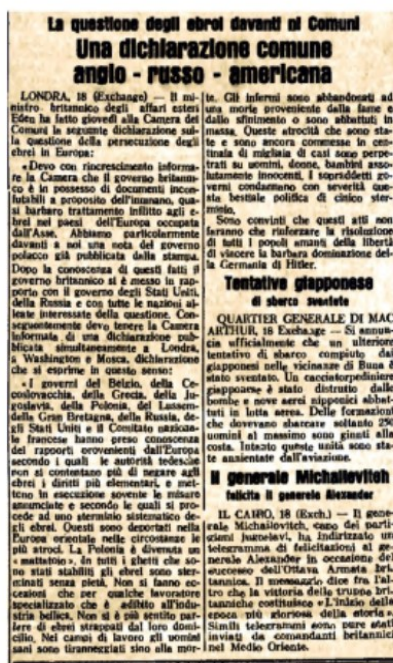 La questione degli ebrei davanti ai Comuni
Una dichiarazione comune
anglo - russo - americana
LONDRA, 18 (Exchange) — Il mi-
nistro britannico degli affari esteri
Eden ha fatto giovedì alla Camera dei
Comuni la seguente dichiarazione sul-
la questione della persecuzione degli
ebrei in Europa:
«Devo con rincrescimento informa-
re la Camera che il governo britanni-
co è in possesso di documenti incon-
futabili a proposito dell'inumano, qua-
si barbaro trattamento inflitto agli e-
brei nei paesi dell'Europa occupata
dall'Asse. Abbiamo particolarmente
davanti a noi una nota del governo
polacco già pubblicata dalla stampa.
Dopo la conoscenza di questi fatti il
governo britannico si è messo in rap-
porto con il governo degli Stati Uniti,
della Russia e con tutte le nazioni al-
leate interessate della questione. Con-
seguentemente devo tenere la Camera
informata di una dichiarazione pub-
blicata simultaneamente a Londra,
a Washington e Mosca, dichiarazione
che si esprime in questo senso:
«I governi del Belgio, della Ce-
coslovacchia, della Grecia, della Ju-
goslavia, della Polonia, del Lussem-
della Gran Bretagna, della Russia, de-
gli Stati Uniti e il Comitato naziona-
le francese hanno preso conoscenza
dei rapporti provenienti dall'Europa
secondo i quali le autorità tedesche
non si contentano più di negare agli
ebrei i diritti più elementari, e met-
tono in esecuzione sovente le misure
annunciate e secondo le quali si pro-
cede ad uno sterminio sistematico de-
gli ebrei. Questi sono deportati nella
Europa orientale nelle circostanze le
più atroci. La Polonia è divenuta un
«mattatoio». In tutti i ghetti che so-
no stati stabiliti gli ebrei sono ster-
minati senza pietà. Non si fanno ec-
cezioni che per qualche lavoratore
specializzato che è adibito all'indu-
stria bellica. Non si è più sentito par-
lare di ebrei strappati dal loro domi-
cilio. Nei campi di lavoro gli uomini
sani sono tiranneggiati sino alla mor-
te. Gli infermi sono abbandonati ad
una morte proveniente dalla fame e
dallo sfinimento o sono abbattuti in
massa. Queste atrocità che sono sta-
te e sono ancora commesse in cen-
tinaia di migliaia di casi sono perpe-
trati su uomini, donne, bambini asso-
lutamente innocenti. I sopraddetti go-
verni condannano con severità que-
sta bestiale politica di cinico ster-
minio.
Sono convinti che questi atti non
faranno che rinforzare la risoluzione
di tutti i popoli amanti della libertà
di vincere la barbara dominazione del-
la Germania di Hitler.
Tentativo giapponese
di sbarco sventato
QUARTIER GENERALE DI MAC
ARTHUR, 18 Exchange — Si annun-
cia ufficialmente che un ulteriore
tentativo di sbarco compiuto dai
giapponesi nelle vicinanze di Buna è
stato sventato. Un cacciatorpediniere
giapponese è stato distrutto dalle
bombe e nove aerei nipponici abbat-
tuti in lotta aerea. Delle formazioni
che dovevano sbarcare soltanto 250
uomini al massimo sono giunti alla
costa. Intanto queste unità sono sta-
te annientate dall'aviazione.
Il generale Michailovitch
felicita il generale Alexander
IL CAIRO, 18 (Exch.) — Il gene-
rale Michailovitch, capo dei parti-
giani jugoslavi, ha indirizzato un
telegramma di felicitazioni al ge-
nerale Alexander in occasione del
successo dell'Ottava Armata bri-
tannica. Il messaggio dice fra l'al-
tro che la vittoria delle truppe bri-
tanniche costituisce «L'inizio della
epoca più gloriosa della storia».
Simili telegrammi sono pure stati
inviati da comandanti britannici
nel Medio Oriente.